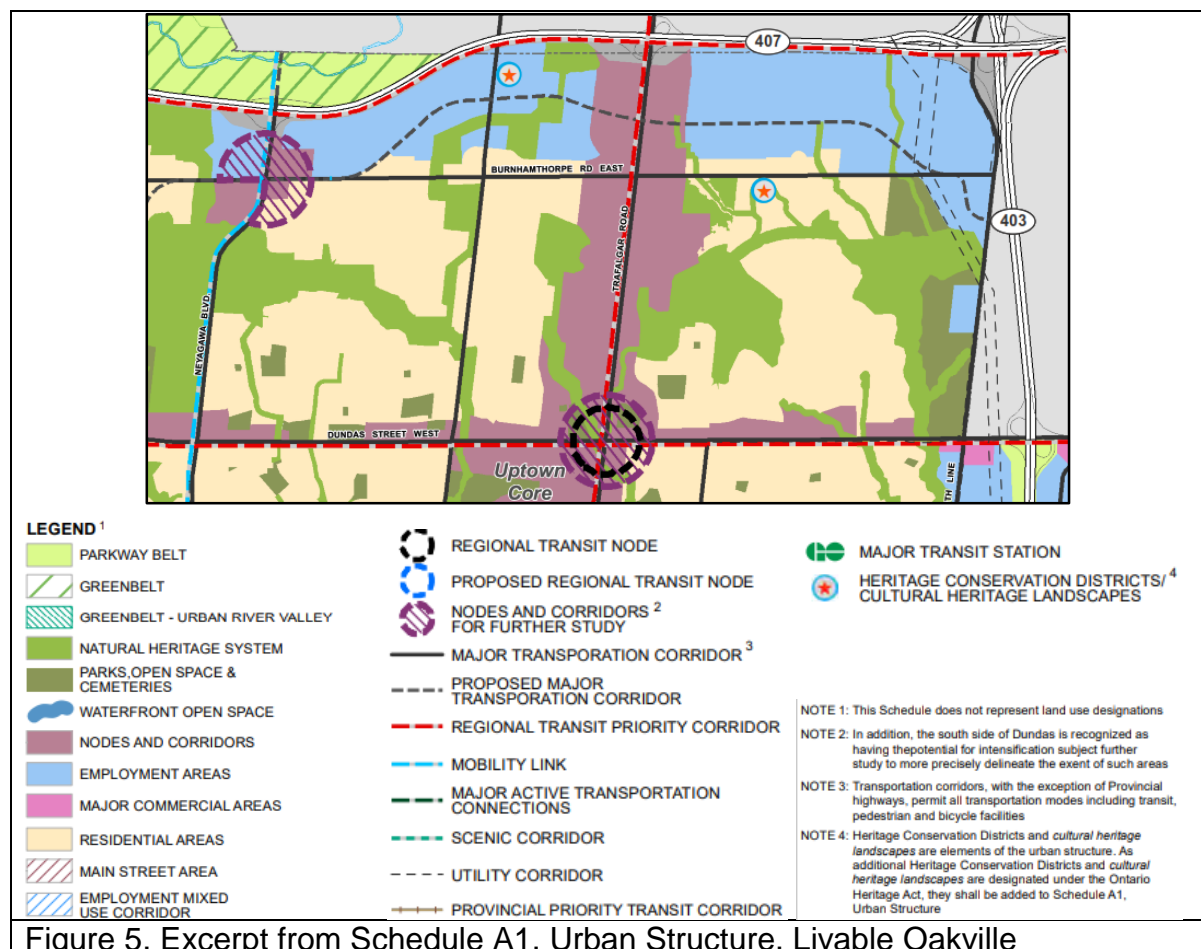 407
BURNHAMTHORPE RD EAST
403
TRAFALGAR ROAD
NEYAGAWA BLVD
DUNDAS STREET WEST
Uptown
Core
TH LINE
LEGEND 1
PARKWAY BELT
GREENBELT
GREENBELT - URBAN RIVER VALLEY
NATURAL HERITAGE SYSTEM
PARKS,OPEN SPACE &
CEMETERIES
WATERFRONT OPEN SPACE
NODES AND CORRIDORS
EMPLOYMENT AREAS
MAJOR COMMERCIAL AREAS
RESIDENTIAL AREAS
MAIN STREET AREA
EMPLOYMENT MIXED
USE CORRIDOR
REGIONAL TRANSIT NODE
PROPOSED REGIONAL TRANSIT NODE
NODES AND CORRIDORS 2
FOR FURTHER STUDY
MAJOR TRANSPORATION CORRIDOR 3
PROPOSED MAJOR
TRANSPORATION CORRIDOR
REGIONAL TRANSIT PRIORITY CORRIDOR
MOBILITY LINK
MAJOR ACTIVE TRANSPORTATION
CONNECTIONS
SCENIC CORRIDOR
UTILITY CORRIDOR
PROVINCIAL PRIORITY TRANSIT CORRIDOR
MAJOR TRANSIT STATION
HERITAGE CONSERVATION DISTRICTS/ 4
CULTURAL HERITAGE LANDSCAPES
NOTE 1: This Schedule does not represent land use designations
NOTE 2: In addition, the south side of Dundas is recognized as
having thepotential for intensification subject further
study to more precisely delineate the exent of such areas
NOTE 3: Transportation corridors, with the exception of Provincial
highways, permit all transportation modes including transit,
pedestrian and bicycle facilities
NOTE 4: Heritage Conservation Districts and cultural heritage
landscapes are elements of the urban structure. As
additional Heritage Conservation Districts and cultural
heritage landscapes are designated under the Ontario
Heritage Act, they shall be added to Schedule A1,
Urban Structure
Figure 5. Excerpt from Schedule A1, Urban Structure, Livable Oakville